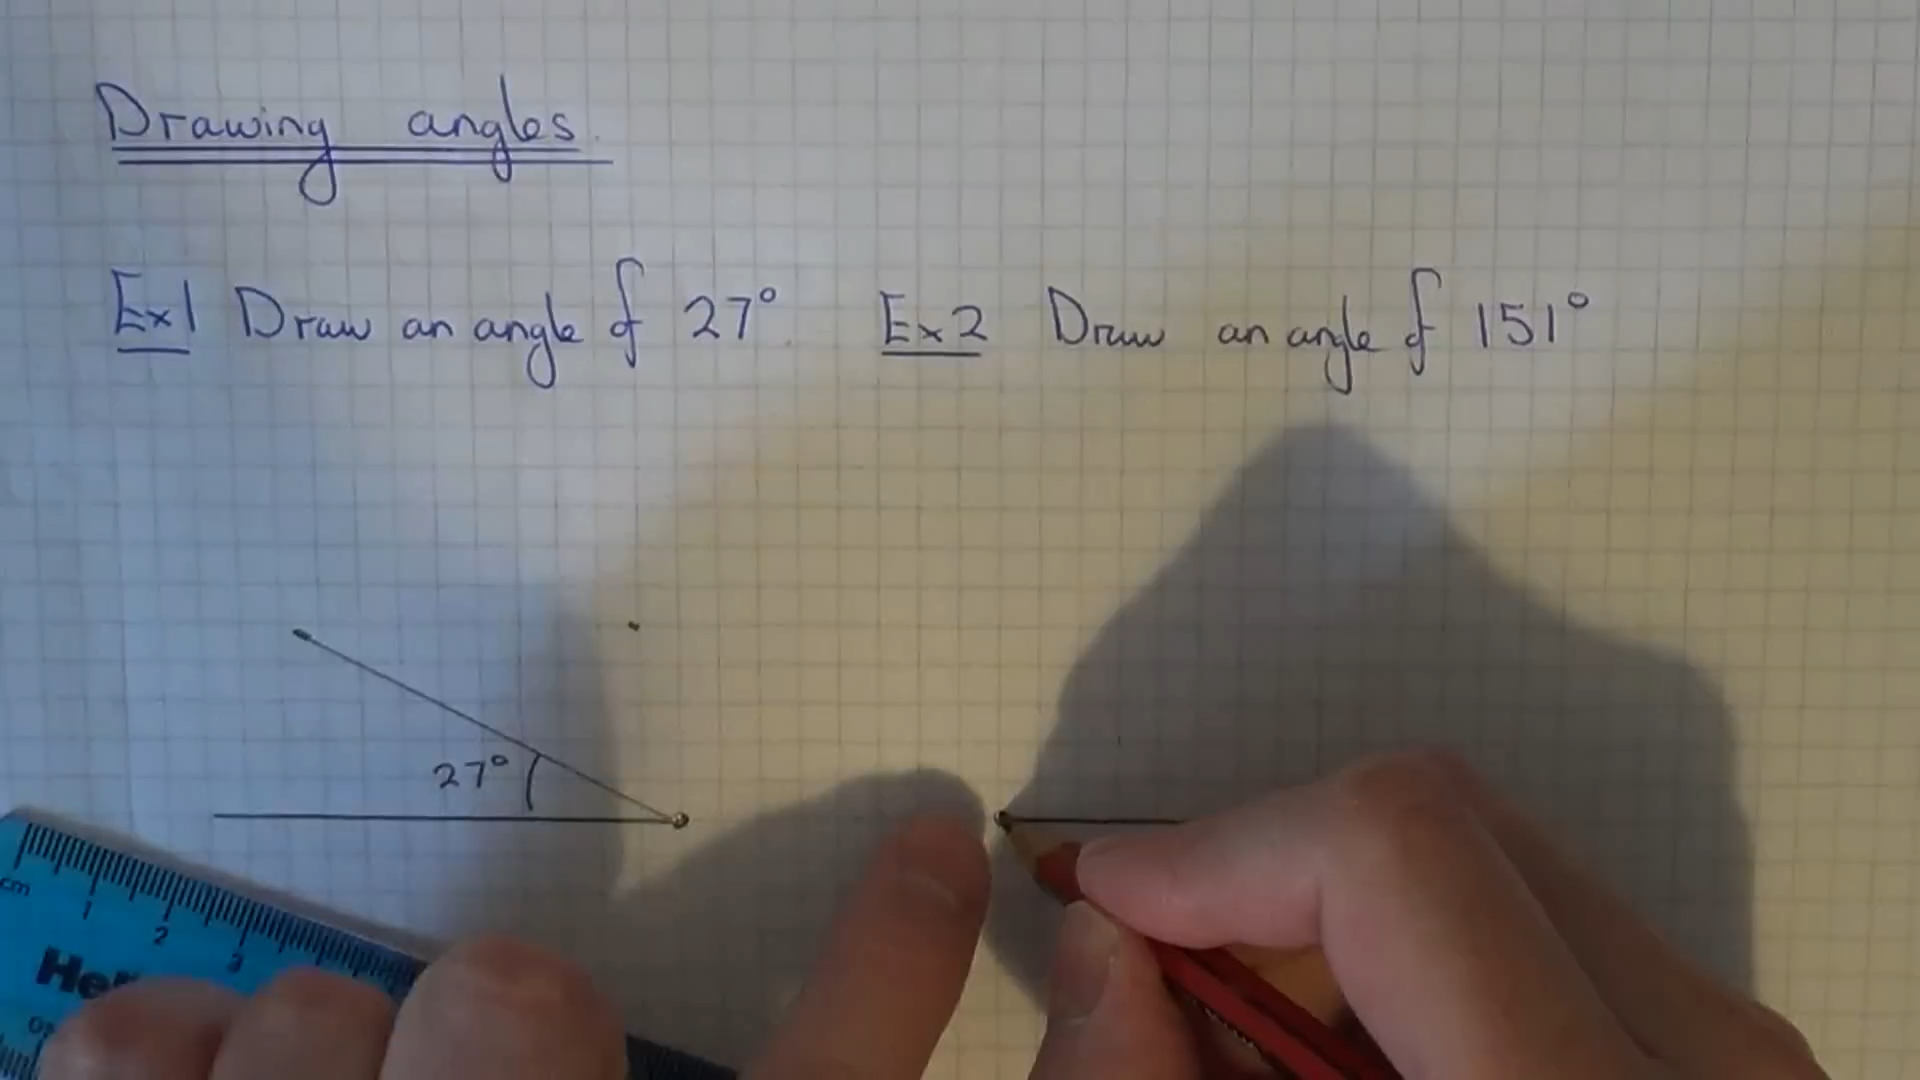 Drawing angles.
Ex1 Draw an angle of 27°. Ex2 Draw an angle of 151°
27°
cm 1 2 3